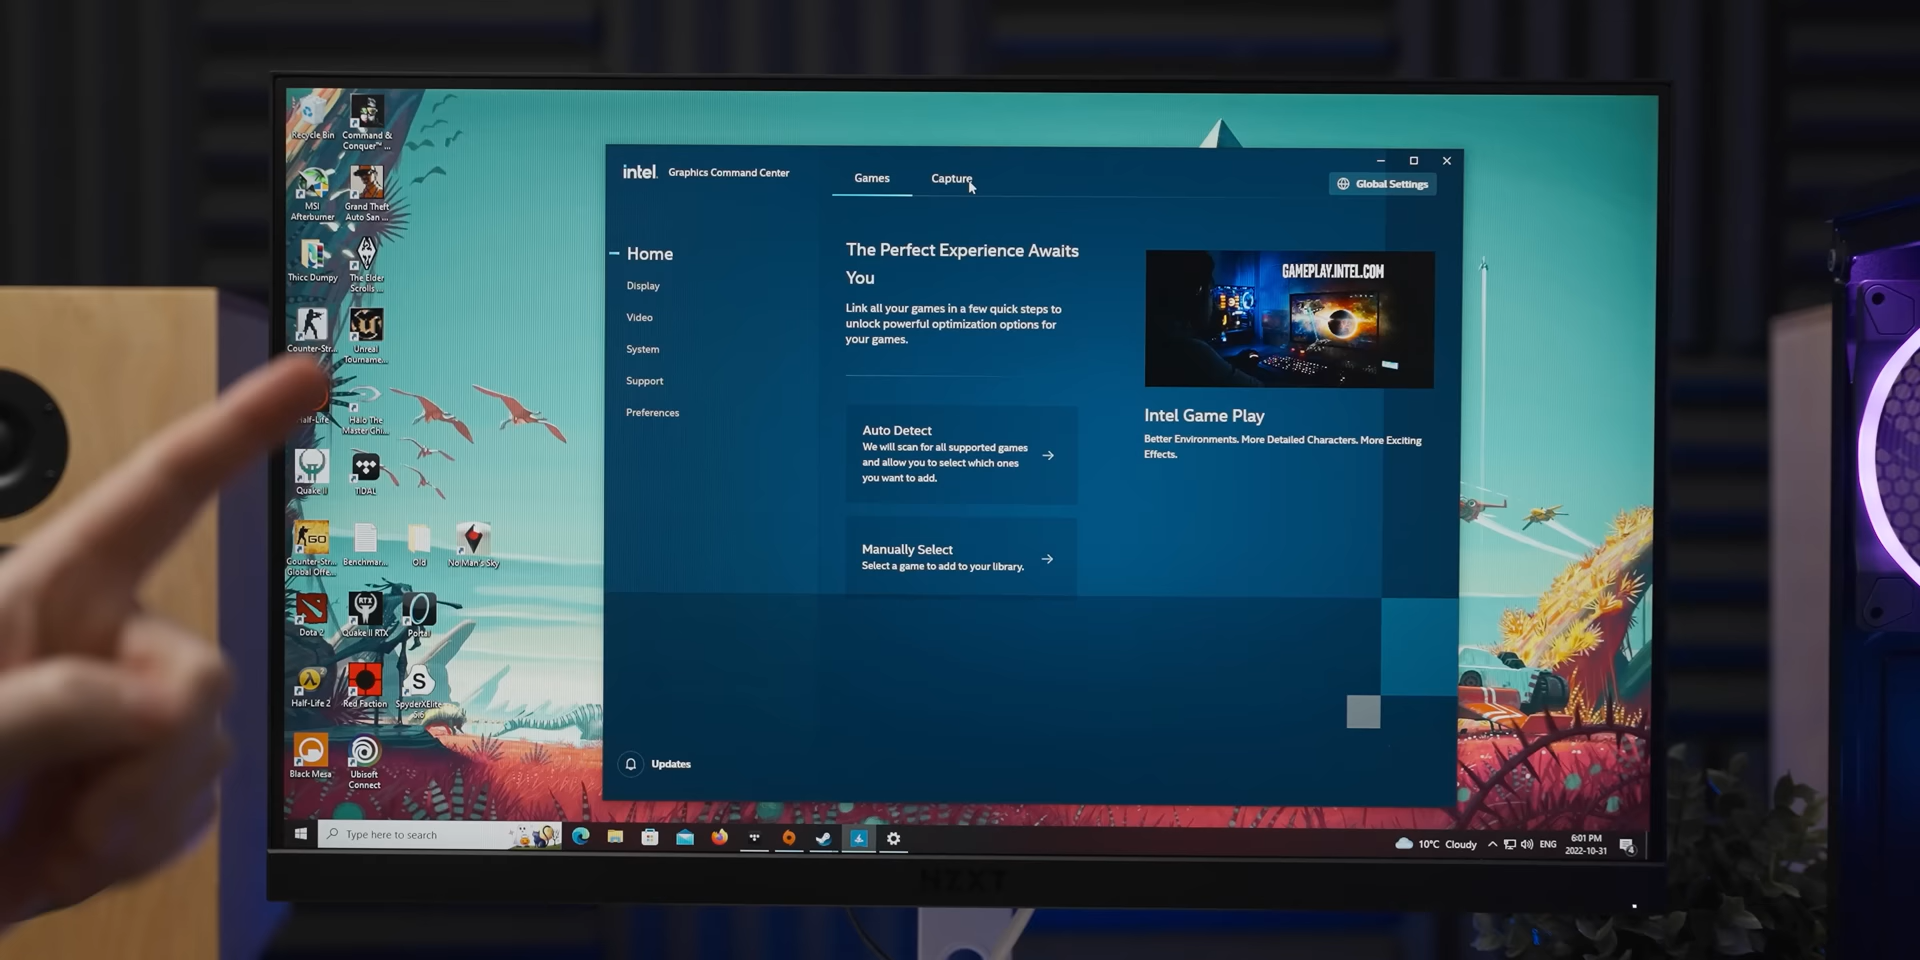 Recycle Bin
Command &
Conquer™ ...
MSI
Afterburner
Grand Theft
Auto San ...
Thicc Dumpy
The Elder
Scrolls ...
Counter-Str...
Unreal
Tourname...
Half-Life
Halo The
Master Chi...
Quake II
TIDAL
GO
Counter-Str...
Global Offe...
Benchmar...
Old
No Man's Sky
Dota 2
RTX
Quake II RTX
Portal
Half-Life 2
Red Faction
S
SpyderXElite
5.6
Black Mesa
Ubisoft
Connect
intel. Graphics Command Center
Games
Capture
Global Settings
Home
Display
Video
System
Support
Preferences
The Perfect Experience Awaits
You
Link all your games in a few quick steps to
unlock powerful optimization options for
your games.
Auto Detect
We will scan for all supported games
and allow you to select which ones
you want to add.
Manually Select
Select a game to add to your library.
GAMEPLAY.INTEL.COM
Intel Game Play
Better Environments. More Detailed Characters. More Exciting
Effects.
Updates
Type here to search
10°C Cloudy
ENG
6:01 PM
2022-10-31
4
NZXT